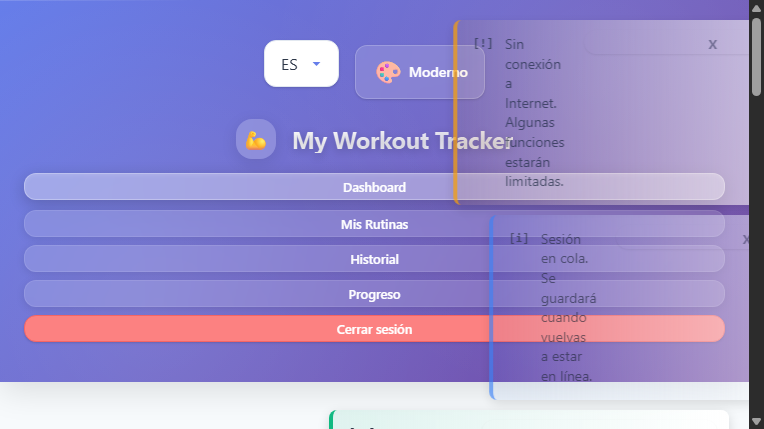 ES
Moderno
My Workout Tracker
Dashboard
Mis Rutinas
Historial
Progreso
Cerrar sesión
[!] Sin
conexión
a
Internet.
Algunas
funciones
estarán
limitadas.
X
[i] Sesión
en cola.
Se
guardará
cuando
vuelvas
a estar
en línea.
X